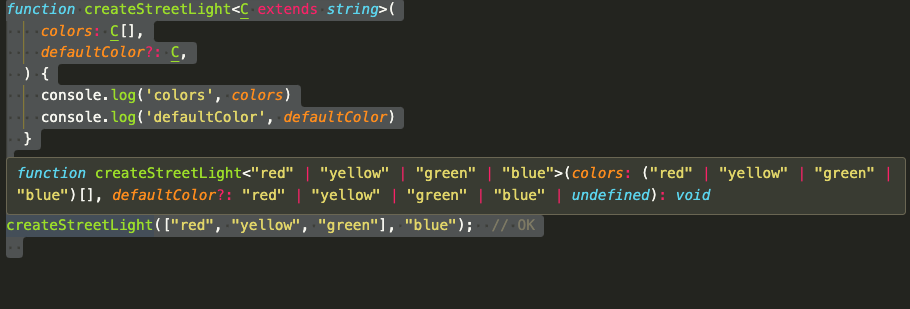 function createStreetLight<C extends string>(
colors: C[],
defaultColor?: C,
) {
console.log('colors', colors)
console.log('defaultColor', defaultColor)
}
function createStreetLight<"red" | "yellow" | "green" | "blue">(colors: ("red" | "yellow" | "green" |
"blue")[], defaultColor?: "red" | "yellow" | "green" | "blue" | undefined): void
createStreetLight(["red", "yellow", "green"], "blue"); // OK